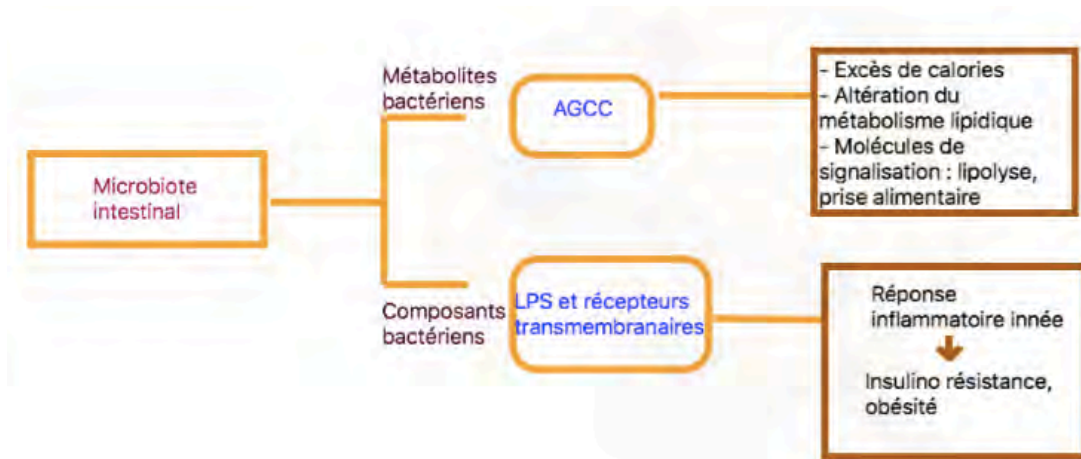 Microbiote
intestinal
Métabolites
bactériens
AGCC
- Excès de calories
- Altération du
métabolisme lipidique
- Molécules de
signalisation : lipolyse,
prise alimentaire
Composants
bactériens
LPS et récepteurs
transmembranaires
Réponse
inflammatoire innée
Insulino résistance,
obésité